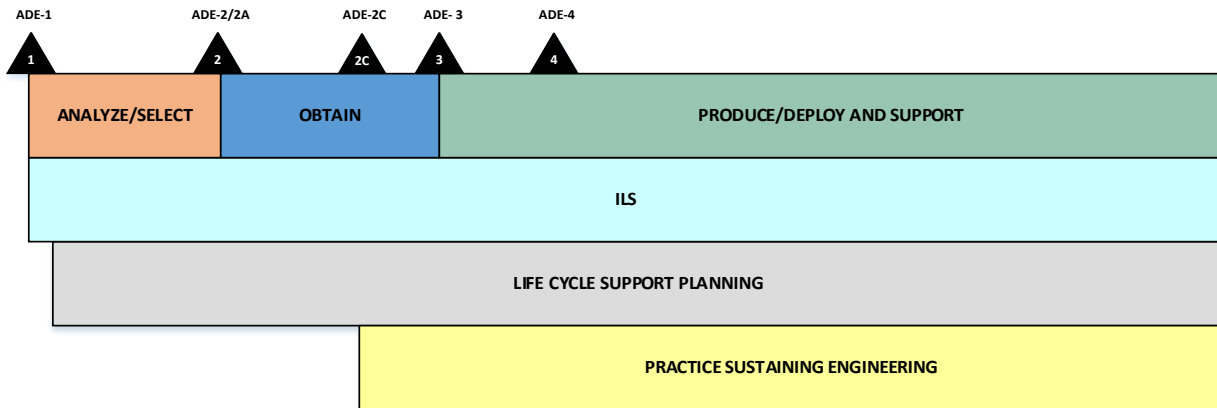 ADE-1 ADE-2/2A ADE-2C ADE- 3 ADE-4
1 2 2C 3 4
ANALYZE/SELECT OBTAIN PRODUCE/DEPLOY AND SUPPORT
ILS
LIFE CYCLE SUPPORT PLANNING
PRACTICE SUSTAINING ENGINEERING